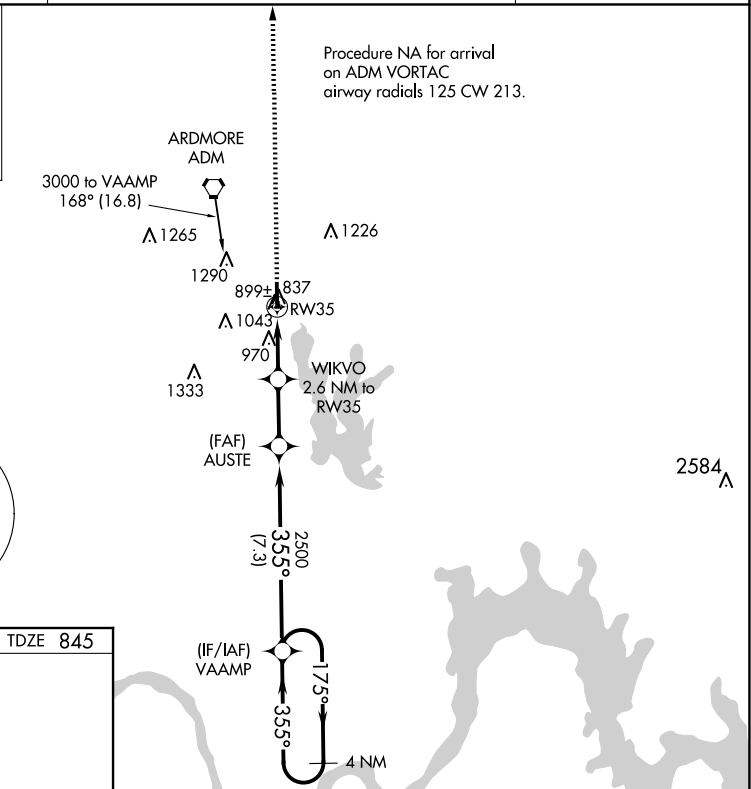 Procedure NA for arrival
on ADM VORTAC
airway radials 125 CW 213.
ARDMORE
ADM
3000 to VAAMP
168° (16.8)
1265
1226
1290
899±
837
RW35
1043
970
WIKVO
2.6 NM to
RW35
1333
(FAF)
AUSTE
2584
2500
355°
(7.3)
TDZE 845
(IF/IAF)
VAAMP
175°
355°
4 NM